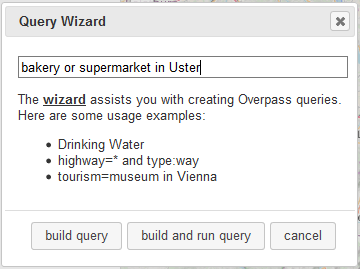 Query Wizard
bakery or supermarket in Uster
The wizard assists you with creating Overpass queries.
Here are some usage examples:
• Drinking Water
• highway=* and type:way
• tourism=museum in Vienna
build query
build and run query
cancel